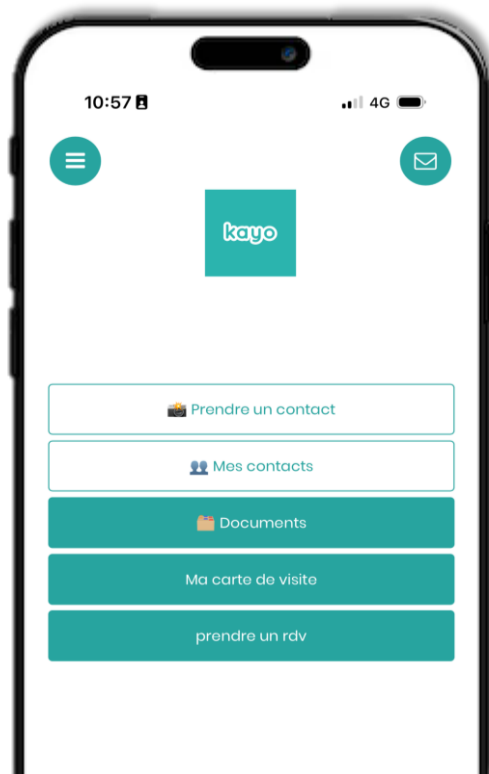 10:57
4G
kayo
Prendre un contact
Mes contacts
Documents
Ma carte de visite
prendre un rdv